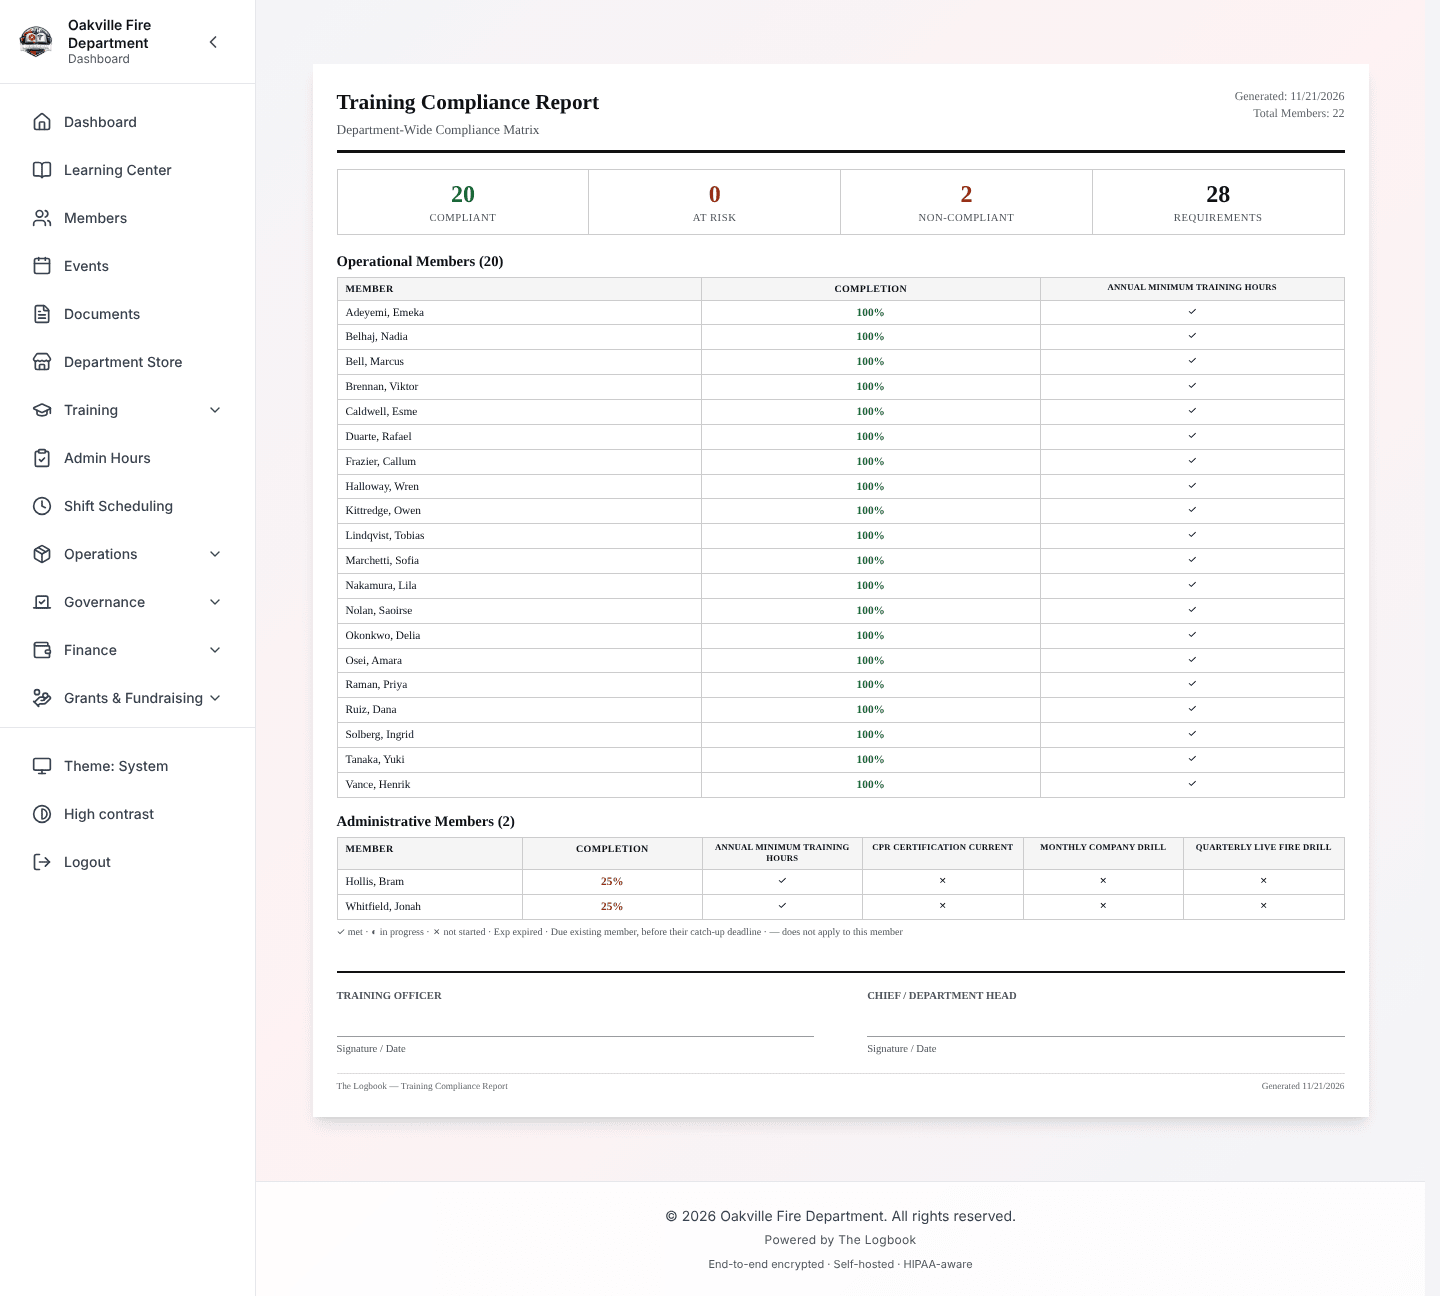 Oakville Fire
Department
Dashboard
Dashboard
Learning Center
Members
Events
Documents
Department Store
Training
Admin Hours
Shift Scheduling
Operations
Governance
Finance
Grants & Fundraising
Theme: System
High contrast
Logout
Training Compliance Report
Department-Wide Compliance Matrix
Generated: 11/21/2026
Total Members: 22
20
COMPLIANT
0
AT RISK
2
NON-COMPLIANT
28
REQUIREMENTS
Operational Members (20)
MEMBER COMPLETION ANNUAL MINIMUM TRAINING HOURS
Adeyemi, Emeka 100% ✓
Belhaj, Nadia 100% ✓
Bell, Marcus 100% ✓
Brennan, Viktor 100% ✓
Caldwell, Esme 100% ✓
Duarte, Rafael 100% ✓
Frazier, Callum 100% ✓
Halloway, Wren 100% ✓
Kittredge, Owen 100% ✓
Lindqvist, Tobias 100% ✓
Marchetti, Sofia 100% ✓
Nakamura, Lila 100% ✓
Nolan, Saoirse 100% ✓
Okonkwo, Delia 100% ✓
Osei, Amara 100% ✓
Raman, Priya 100% ✓
Ruiz, Dana 100% ✓
Solberg, Ingrid 100% ✓
Tanaka, Yuki 100% ✓
Vance, Henrik 100% ✓
Administrative Members (2)
MEMBER COMPLETION ANNUAL MINIMUM TRAINING HOURS CPR CERTIFICATION CURRENT MONTHLY COMPANY DRILL QUARTERLY LIVE FIRE DRILL
Hollis, Bram 25% ✓ ✕ ✕ ✕
Whitfield, Jonah 25% ✓ ✕ ✕ ✕
✓ met · ◖ in progress · ✕ not started · Exp expired · Due existing member, before their catch-up deadline · — does not apply to this member
TRAINING OFFICER
Signature / Date
CHIEF / DEPARTMENT HEAD
Signature / Date
The Logbook — Training Compliance Report
Generated 11/21/2026
© 2026 Oakville Fire Department. All rights reserved.
Powered by The Logbook
End-to-end encrypted · Self-hosted · HIPAA-aware